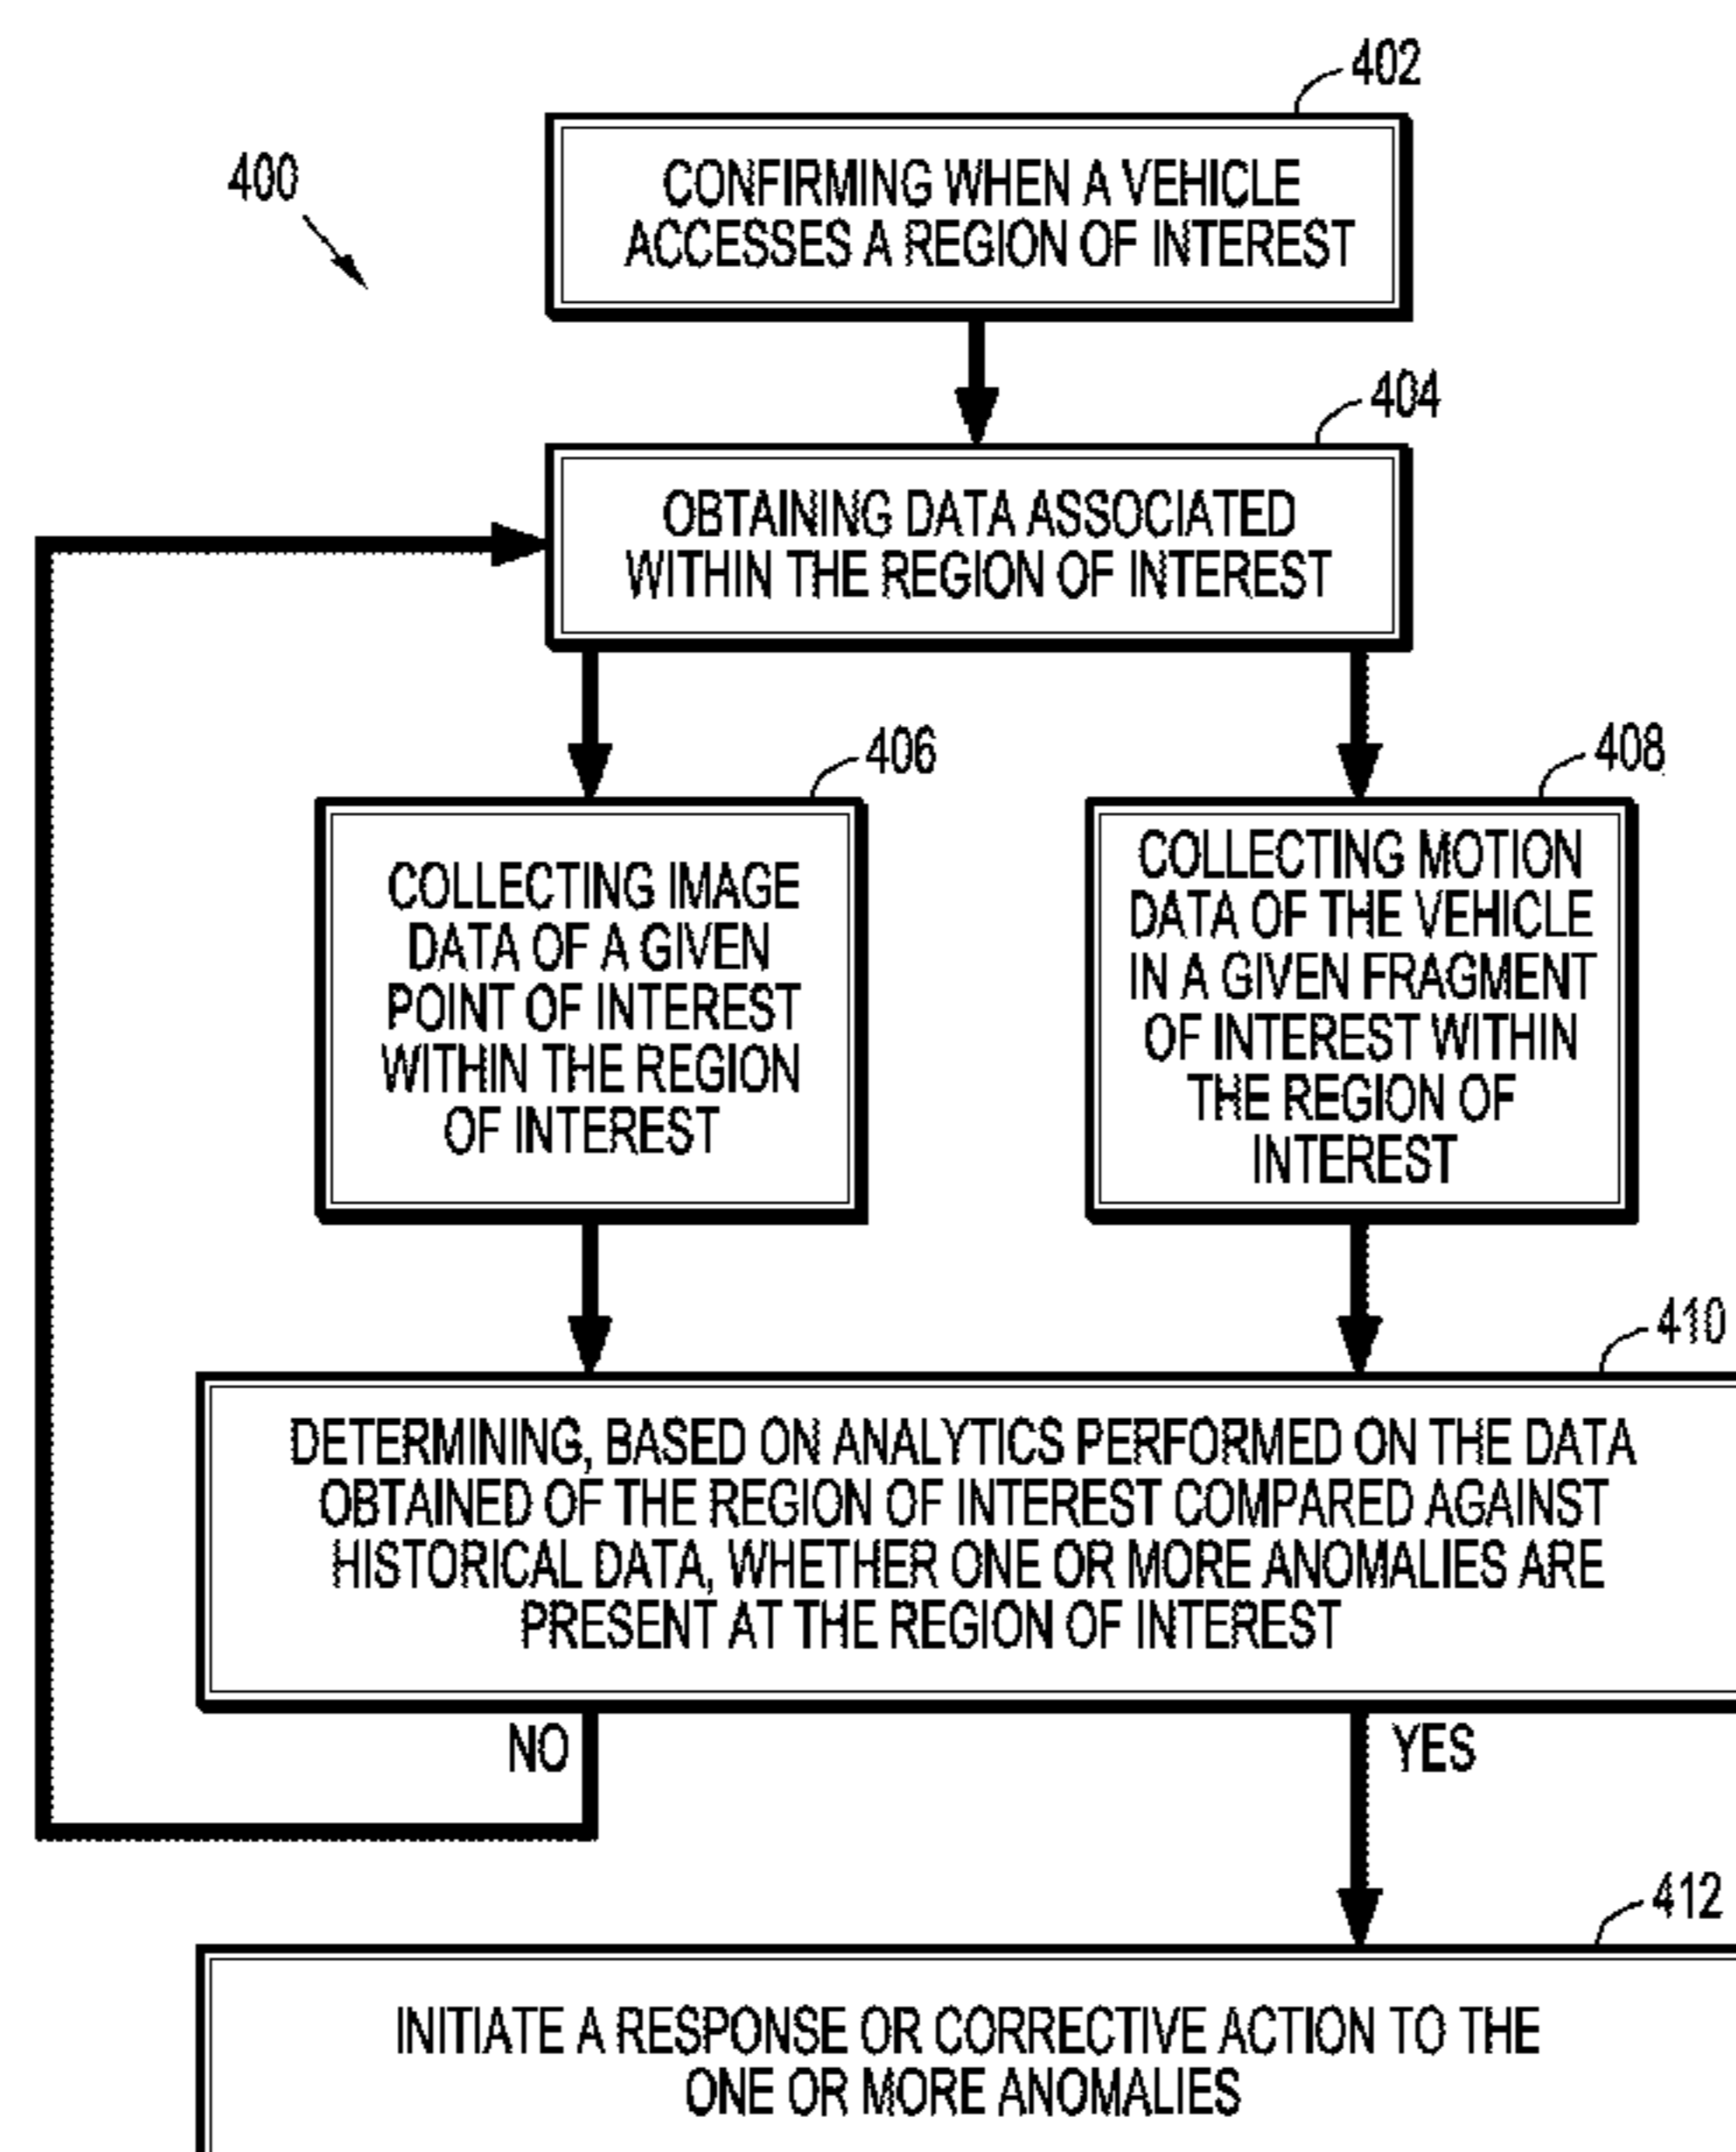 402
400
CONFIRMING WHEN A VEHICLE
ACCESSES A REGION OF INTEREST
404
OBTAINING DATA ASSOCIATED
WITHIN THE REGION OF INTEREST
406
COLLECTING IMAGE
DATA OF A GIVEN
POINT OF INTEREST
WITHIN THE REGION
OF INTEREST
408
COLLECTING MOTION
DATA OF THE VEHICLE
IN A GIVEN FRAGMENT
OF INTEREST WITHIN
THE REGION OF
INTEREST
410
DETERMINING, BASED ON ANALYTICS PERFORMED ON THE DATA
OBTAINED OF THE REGION OF INTEREST COMPARED AGAINST
HISTORICAL DATA, WHETHER ONE OR MORE ANOMALIES ARE
PRESENT AT THE REGION OF INTEREST
NO
YES
412
INITIATE A RESPONSE OR CORRECTIVE ACTION TO THE
ONE OR MORE ANOMALIES